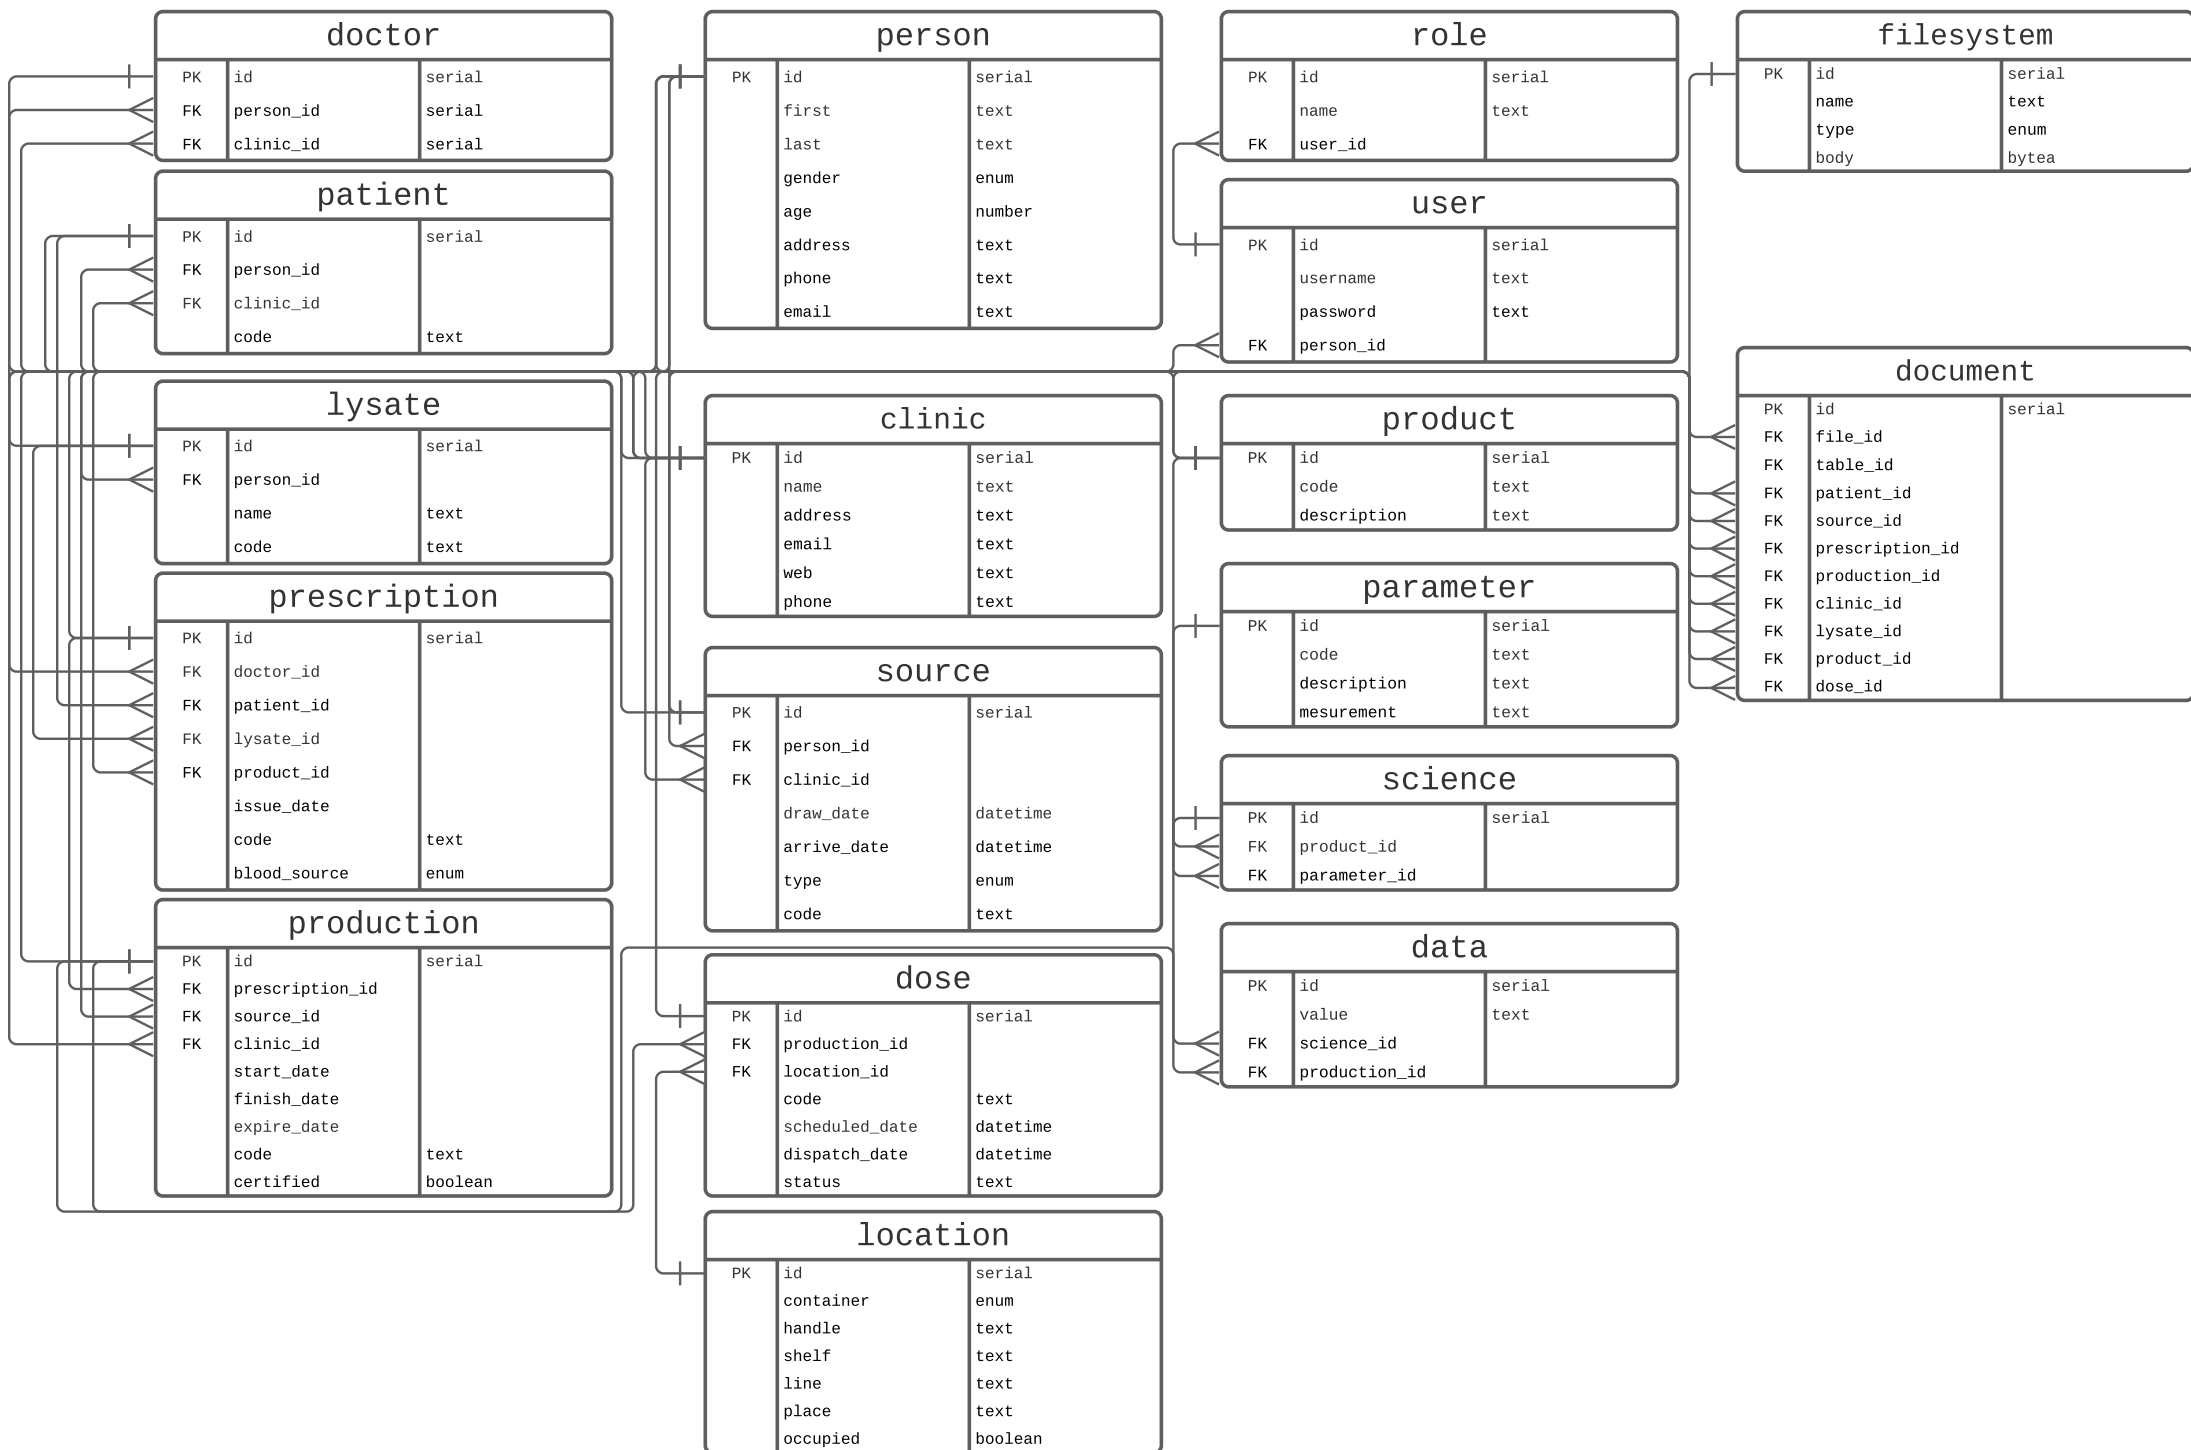 doctor
PK id serial
FK person_id serial
FK clinic_id serial
patient
PK id serial
FK person_id
FK clinic_id
code text
lysate
PK id serial
FK person_id
name text
code text
prescription
PK id serial
FK doctor_id
FK patient_id
FK lysate_id
FK product_id
issue_date
code text
blood_source enum
production
PK id serial
FK prescription_id
FK source_id
FK clinic_id
start_date
finish_date
expire_date
code text
certified boolean
person
PK id serial
first text
last text
gender enum
age number
address text
phone text
email text
clinic
PK id serial
name text
address text
email text
web text
phone text
source
PK id serial
FK person_id
FK clinic_id
draw_date datetime
arrive_date datetime
type enum
code text
dose
PK id serial
FK production_id
FK location_id
code text
scheduled_date datetime
dispatch_date datetime
status text
location
PK id serial
container enum
handle text
shelf text
line text
place text
occupied boolean
role
PK id serial
name text
FK user_id
user
PK id serial
username text
password text
FK person_id
product
PK id serial
code text
description text
parameter
PK id serial
code text
description text
mesurement text
science
PK id serial
FK product_id
FK parameter_id
data
PK id serial
value text
FK science_id
FK production_id
filesystem
PK id serial
name text
type enum
body bytea
document
PK id serial
FK file_id
FK table_id
FK patient_id
FK source_id
FK prescription_id
FK production_id
FK clinic_id
FK lysate_id
FK product_id
FK dose_id